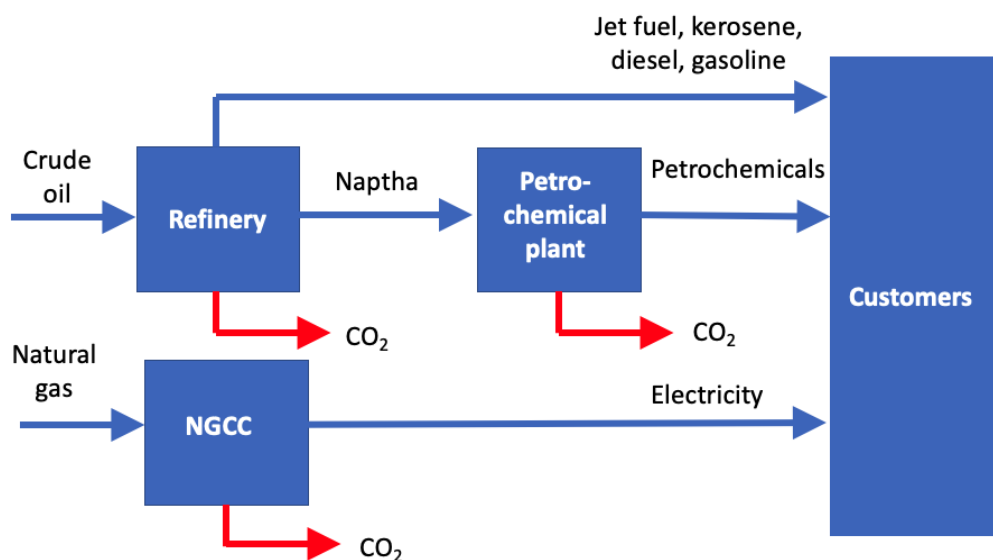 Jet fuel, kerosene,
diesel, gasoline
Crude
oil
Refinery
Naptha
Petro-
chemical
plant
Petrochemicals
Customers
CO₂
CO₂
Natural
gas
NGCC
Electricity
CO₂